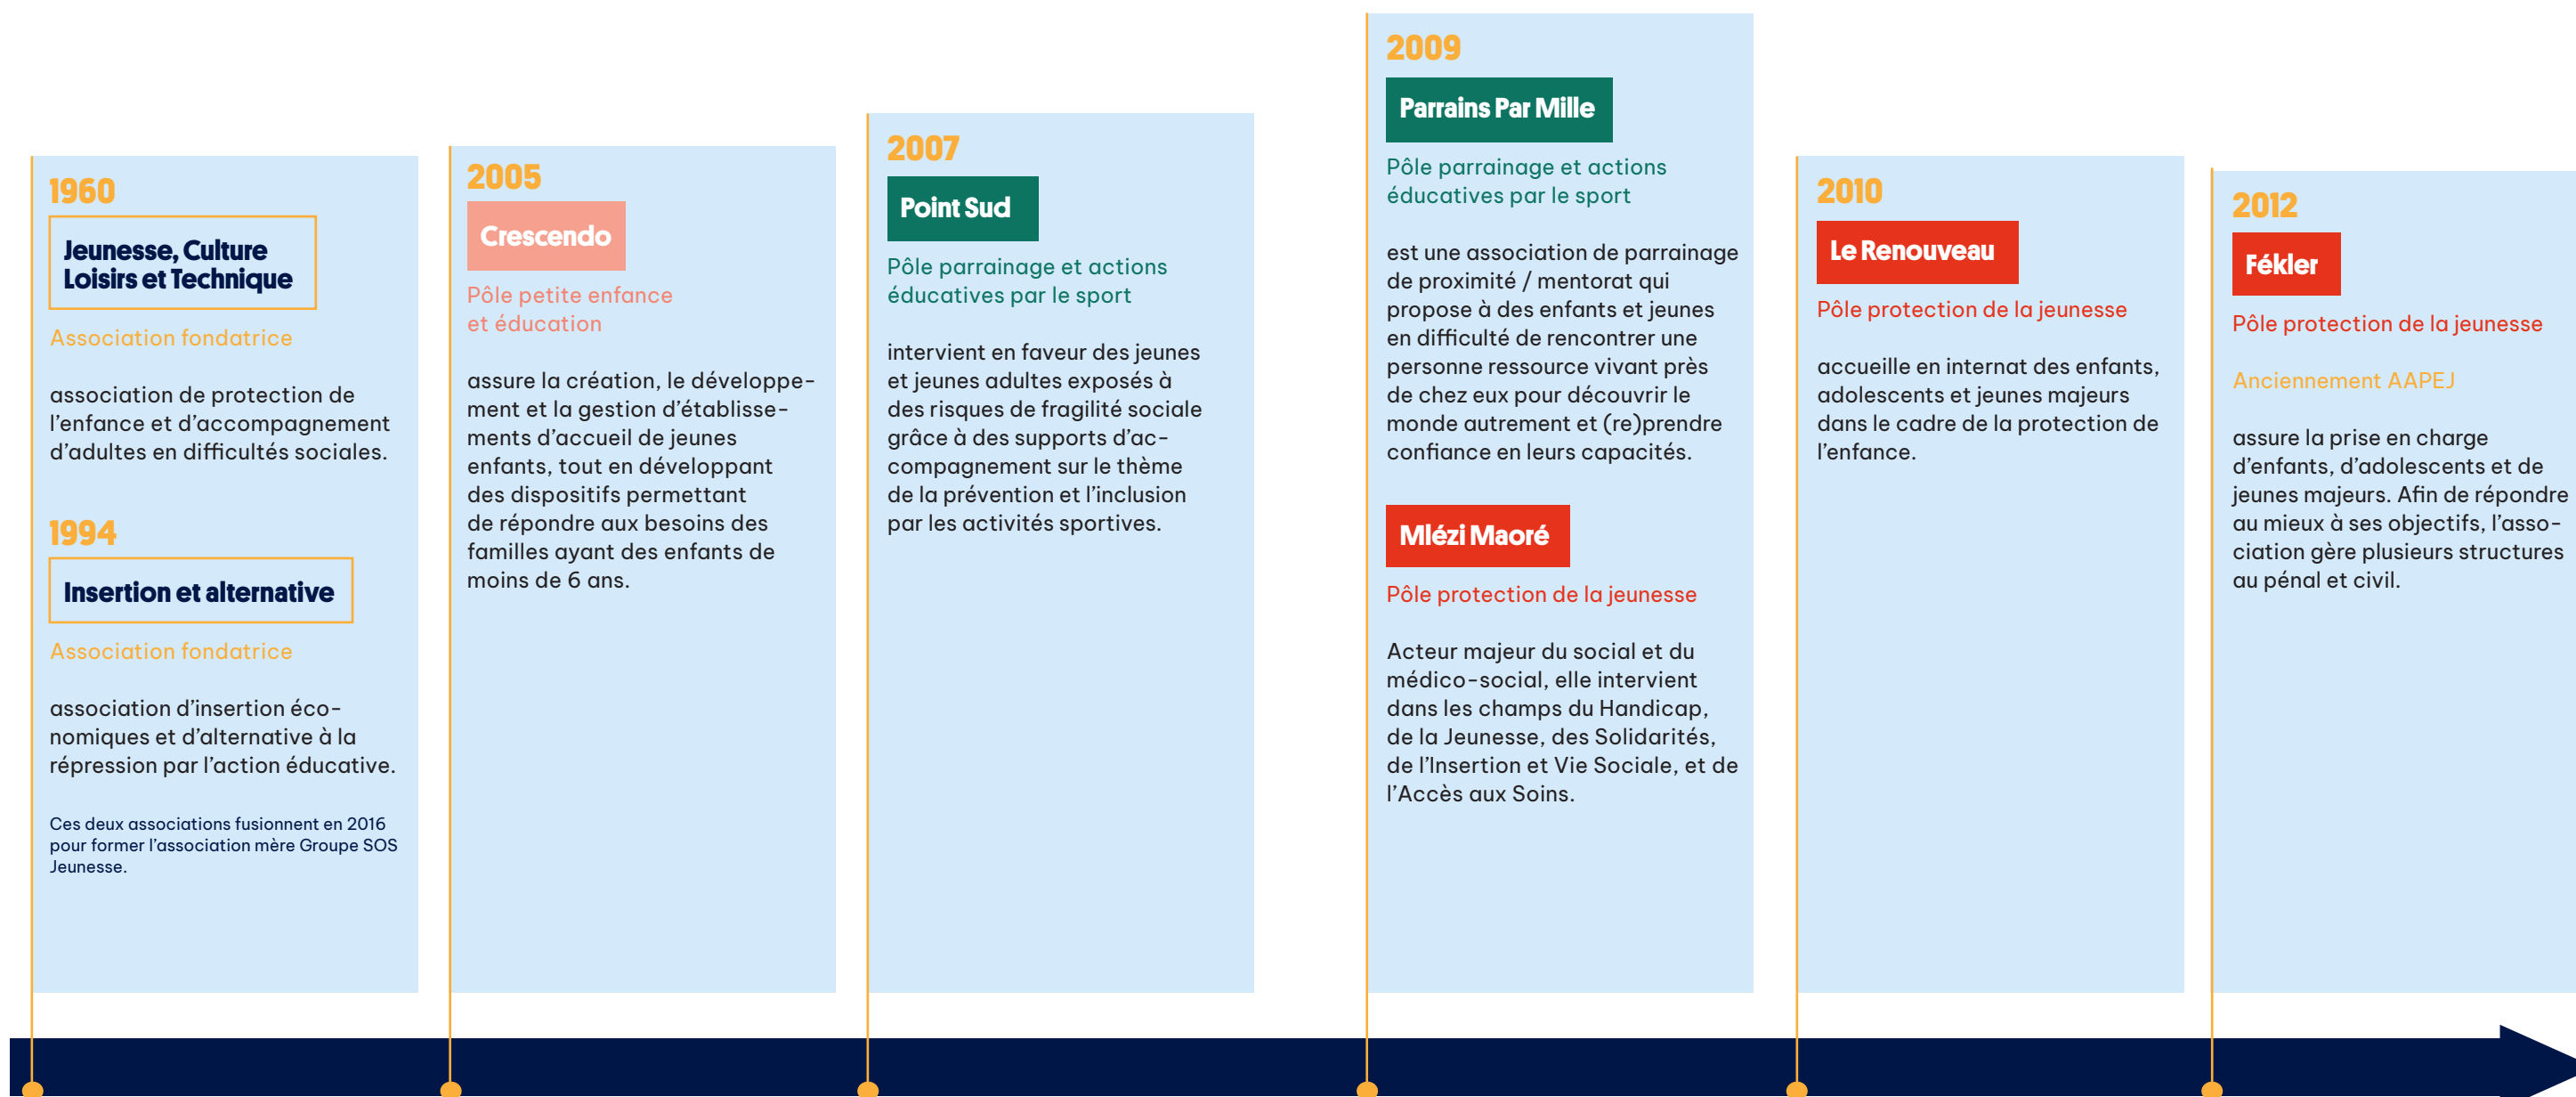 1960
Jeunesse, Culture
Loisirs et Technique
Association fondatrice
association de protection de
l’enfance et d’accompagnement
d’adultes en difficultés sociales.
1994
Insertion et alternative
Association fondatrice
association d’insertion éco-
nomiques et d’alternative à la
répression par l’action éducative.
Ces deux associations fusionnent en 2016
pour former l’association mère Groupe SOS
Jeunesse.
2005
Crescendo
Pôle petite enfance
et éducation
assure la création, le développe-
ment et la gestion d’établisse-
ments d’accueil de jeunes
enfants, tout en développant
des dispositifs permettant
de répondre aux besoins des
familles ayant des enfants de
moins de 6 ans.
2007
Point Sud
Pôle parrainage et actions
éducatives par le sport
intervient en faveur des jeunes
et jeunes adultes exposés à
des risques de fragilité sociale
grâce à des supports d’ac-
compagnement sur le thème
de la prévention et l’inclusion
par les activités sportives.
2009
Parrains Par Mille
Pôle parrainage et actions
éducatives par le sport
est une association de parrainage
de proximité / mentorat qui
propose à des enfants et jeunes
en difficulté de rencontrer une
personne ressource vivant près
de chez eux pour découvrir le
monde autrement et (re)prendre
confiance en leurs capacités.
Mlézi Maoré
Pôle protection de la jeunesse
Acteur majeur du social et du
médico-social, elle intervient
dans les champs du Handicap,
de la Jeunesse, des Solidarités,
de l’Insertion et Vie Sociale, et de
l’Accès aux Soins.
2010
Le Renouveau
Pôle protection de la jeunesse
accueille en internat des enfants,
adolescents et jeunes majeurs
dans le cadre de la protection de
l’enfance.
2012
Fékler
Pôle protection de la jeunesse
Anciennement AAPEJ
assure la prise en charge
d’enfants, d’adolescents et de
jeunes majeurs. Afin de répondre
au mieux à ses objectifs, l’asso-
ciation gère plusieurs structures
au pénal et civil.